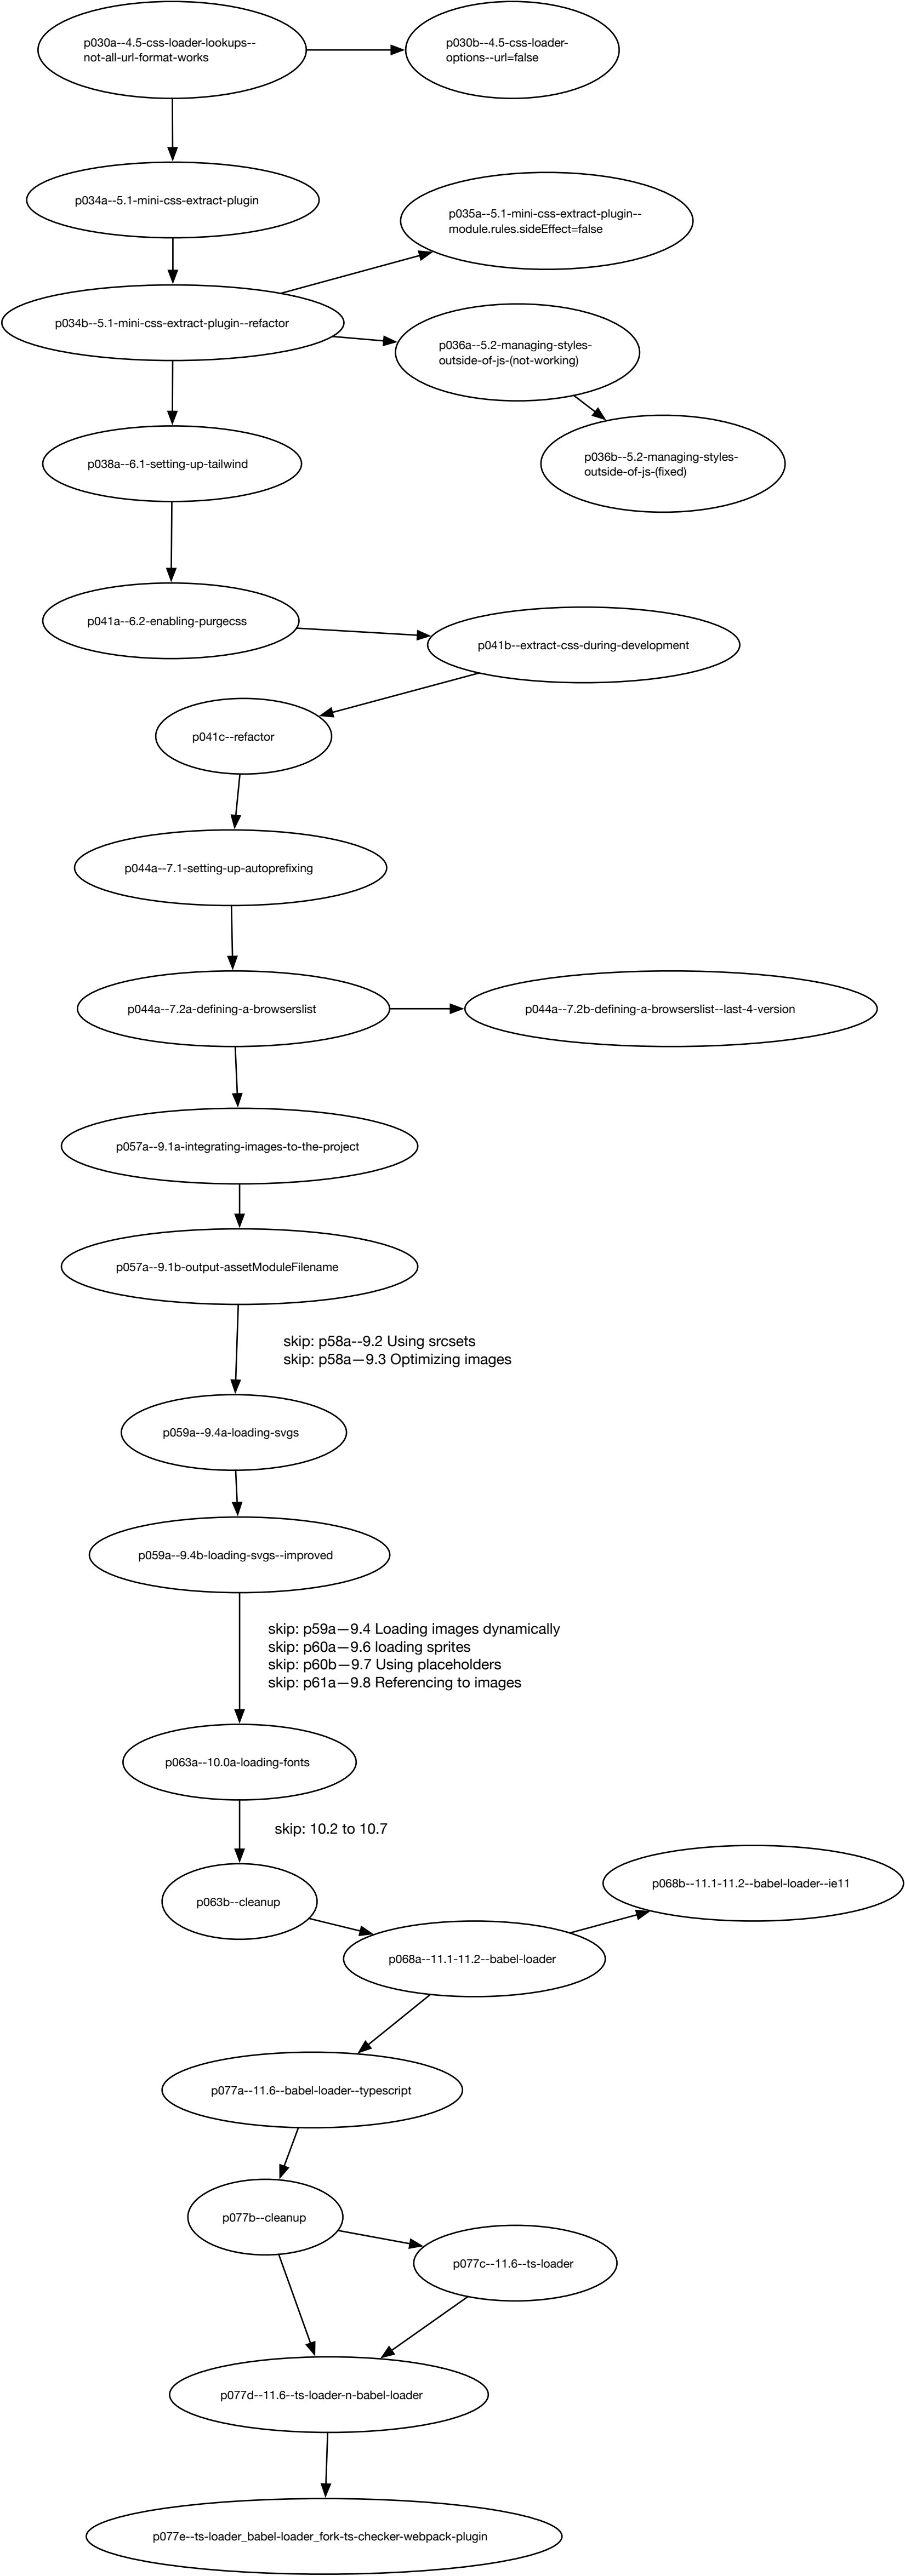 p030a--4.5-css-loader-lookups--
not-all-url-format-works
p030b--4.5-css-loader-
options--url=false
p034a--5.1-mini-css-extract-plugin
p035a--5.1-mini-css-extract-plugin--
module.rules.sideEffect=false
p034b--5.1-mini-css-extract-plugin--refactor
p036a--5.2-managing-styles-
outside-of-js-(not-working)
p036b--5.2-managing-styles-
outside-of-js-(fixed)
p038a--6.1-setting-up-tailwind
p041a--6.2-enabling-purgecss
p041b--extract-css-during-development
p041c--refactor
p044a--7.1-setting-up-autoprefixing
p044a--7.2a-defining-a-browserslist
p044a--7.2b-defining-a-browserslist--last-4-version
p057a--9.1a-integrating-images-to-the-project
p057a--9.1b-output-assetModuleFilename
skip: p58a--9.2 Using srcsets
skip: p58a—9.3 Optimizing images
p059a--9.4a-loading-svgs
p059a--9.4b-loading-svgs--improved
skip: p59a—9.4 Loading images dynamically
skip: p60a—9.6 loading sprites
skip: p60b—9.7 Using placeholders
skip: p61a—9.8 Referencing to images
p063a--10.0a-loading-fonts
skip: 10.2 to 10.7
p063b--cleanup
p068b--11.1-11.2--babel-loader--ie11
p068a--11.1-11.2--babel-loader
p077a--11.6--babel-loader--typescript
p077b--cleanup
p077c--11.6--ts-loader
p077d--11.6--ts-loader-n-babel-loader
p077e--ts-loader_babel-loader_fork-ts-checker-webpack-plugin